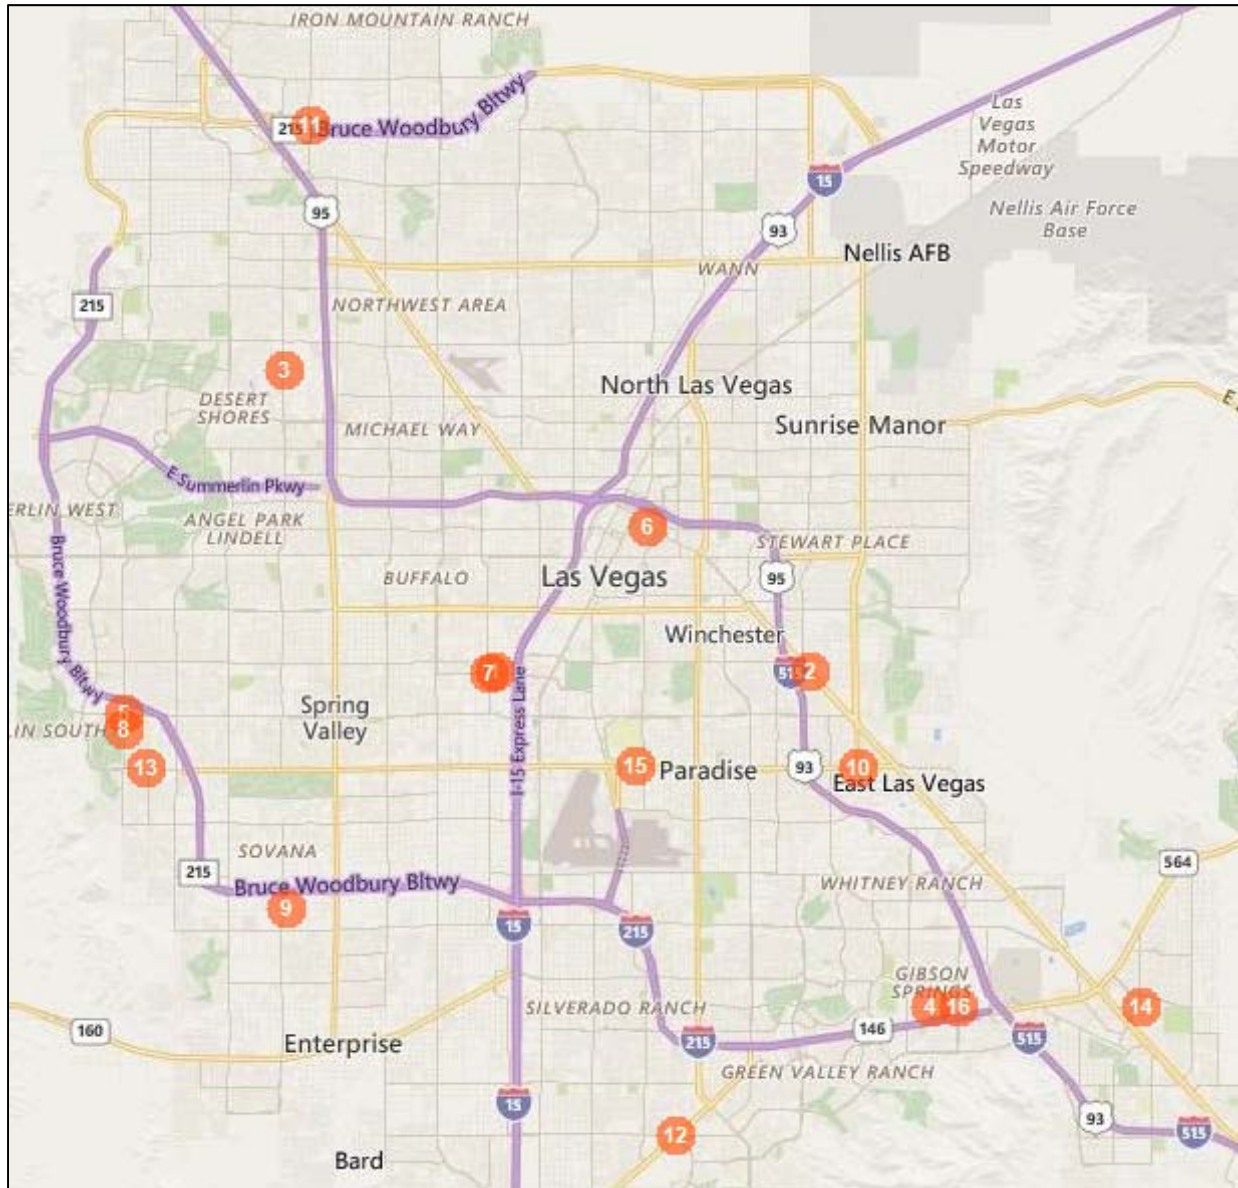 IRON MOUNTAIN RANCH
215
11
Bruce Woodbury Bltwy
Las
Vegas
Motor
Speedway
15
95
93
Nellis Air Force
Base
Nellis AFB
WANN
215
NORTHWEST AREA
3
North Las Vegas
DESERT
SHORES
MICHAEL WAY
Sunrise Manor
E Summerlin Pkwy
ERLIN WEST
ANGEL PARK
LINDELL
6
STEWART PLACE
Bruce Woodbury Bltwy
BUFFALO
Las Vegas
95
Winchester
7
I-15 Express Lane
515
2
5
8
LIN SOUTH
Spring
Valley
13
15
Paradise
93
10
East Las Vegas
SOVANA
215
Bruce Woodbury Bltwy
9
WHITNEY RANCH
564
15
215
GIBSON
SPRINGS
4
16
14
SILVERADO RANCH
160
Enterprise
215
146
515
GREEN VALLEY RANCH
15
93
12
515
Bard